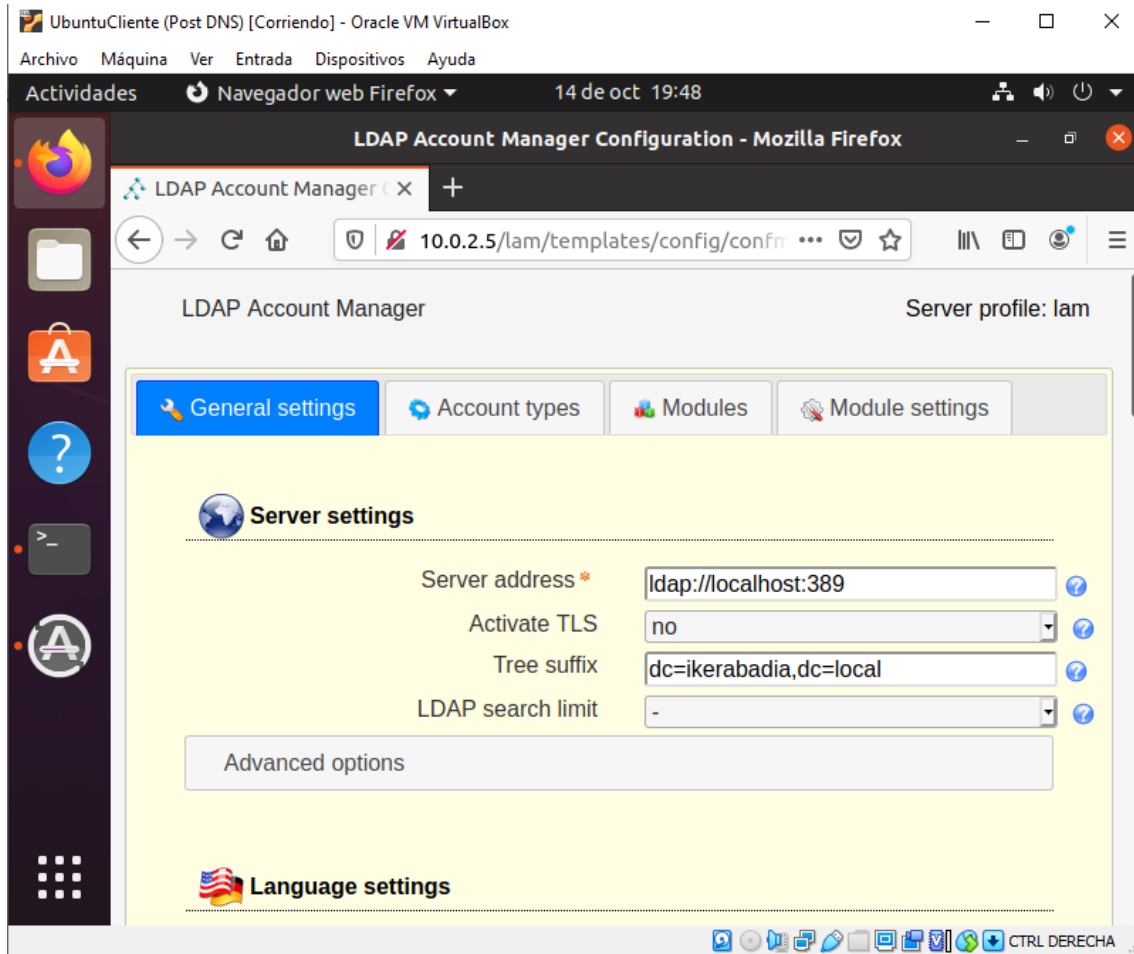 UbuntuCliente (Post DNS) [Corriendo] - Oracle VM VirtualBox
Archivo Máquina Ver Entrada Dispositivos Ayuda
Actividades Navegador web Firefox 14 de oct 19:48
LDAP Account Manager Configuration - Mozilla Firefox
LDAP Account Manager
10.0.2.5/lam/templates/config/confm
LDAP Account Manager Server profile: lam
General settings Account types Modules Module settings
Server settings
Server address * ldap://localhost:389
Activate TLS no
Tree suffix dc=ikerabadia,dc=local
LDAP search limit -
Advanced options
Language settings
CTRL DERECHA